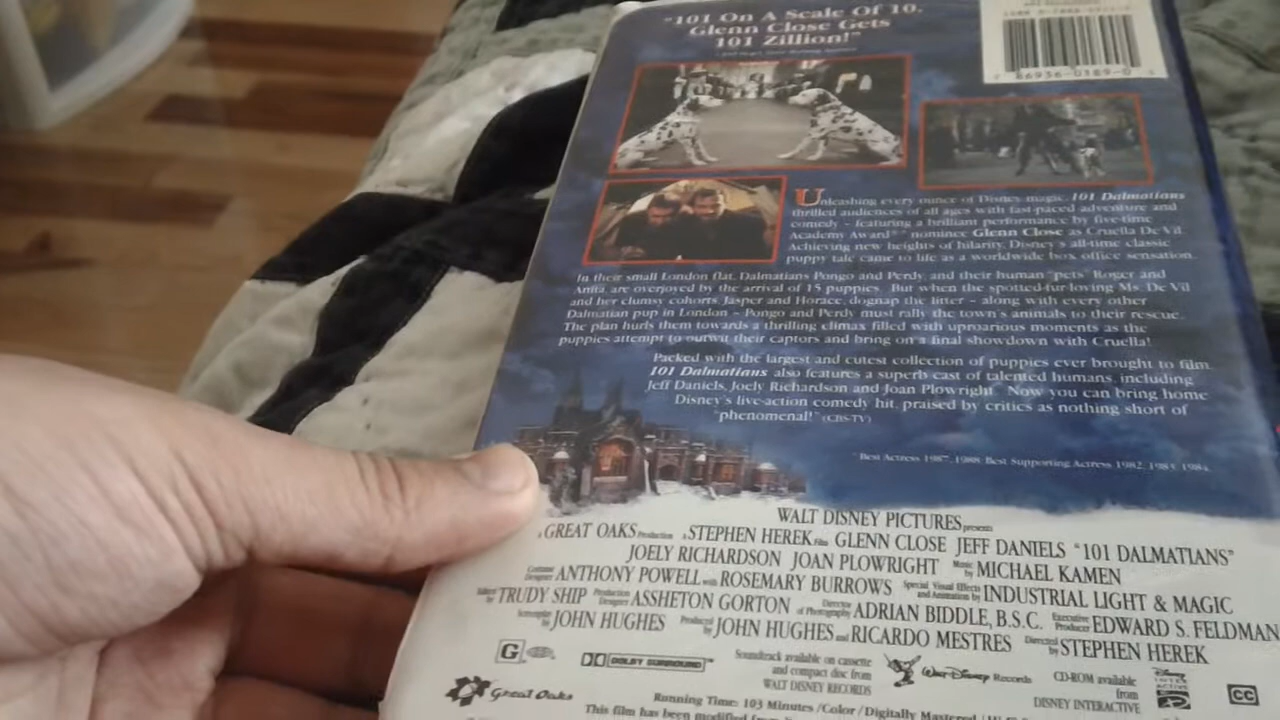 "101 On A Scale Of 10.
Glenn Close Gets
101 Zillion!"
86936-0189-0
Unleashing every ounce of Disney magic, 101 Dalmatians
thrilled audiences of all ages with fast-paced adventure and
comedy – featuring a brilliant performance by five-time
Academy Award®* nominee Glenn Close as Cruella De Vil.
Achieving new heights of hilarity, Disney's all-time classic
puppy tale came to life as a worldwide box office sensation.
In their small London flat, Dalmatians Pongo and Perdy, and their human "pets" Roger and
Anita, are overjoyed by the arrival of 15 puppies. But when the spotted-fur-loving Ms. De Vil
and her clumsy cohorts, Jasper and Horace, dognap the litter – along with every other
Dalmatian pup in London – Pongo and Perdy must rally the town's animals to their rescue.
The plan hurls them towards a thrilling climax filled with uproarious moments as the
puppies attempt to outwit their captors and bring on a final showdown with Cruella!
Packed with the largest and cutest collection of puppies ever brought to film,
101 Dalmatians also features a superb cast of talented humans, including
Jeff Daniels, Joely Richardson and Joan Plowright. Now you can bring home
Disney's live-action comedy hit, praised by critics as nothing short of
"phenomenal!" (CBS-TV)
*Best Actress 1987, 1988 Best Supporting Actress 1982, 1983, 1984
WALT DISNEY PICTURES presents
A GREAT OAKS Production A STEPHEN HEREK Film GLENN CLOSE JEFF DANIELS "101 DALMATIANS"
JOELY RICHARDSON JOAN PLOWRIGHT Music by MICHAEL KAMEN
Costume Designer ANTHONY POWELL with ROSEMARY BURROWS Special Visual Effects and Animation by INDUSTRIAL LIGHT & MAGIC
Edited by TRUDY SHIP Production Designer ASSHETON GORTON Director of Photography ADRIAN BIDDLE, B.S.C. Executive Producer EDWARD S. FELDMAN
Screenplay by JOHN HUGHES Produced by JOHN HUGHES and RICARDO MESTRES Directed by STEPHEN HEREK
G DOLBY SURROUND
Soundtrack available on cassette
and compact disc from
WALT DISNEY RECORDS
Walt Disney Records
CD-ROM available
from
DISNEY INTERACTIVE
CC
Great Oaks
Running Time: 103 Minutes /Color /Digitally Mastered
This film has been modified